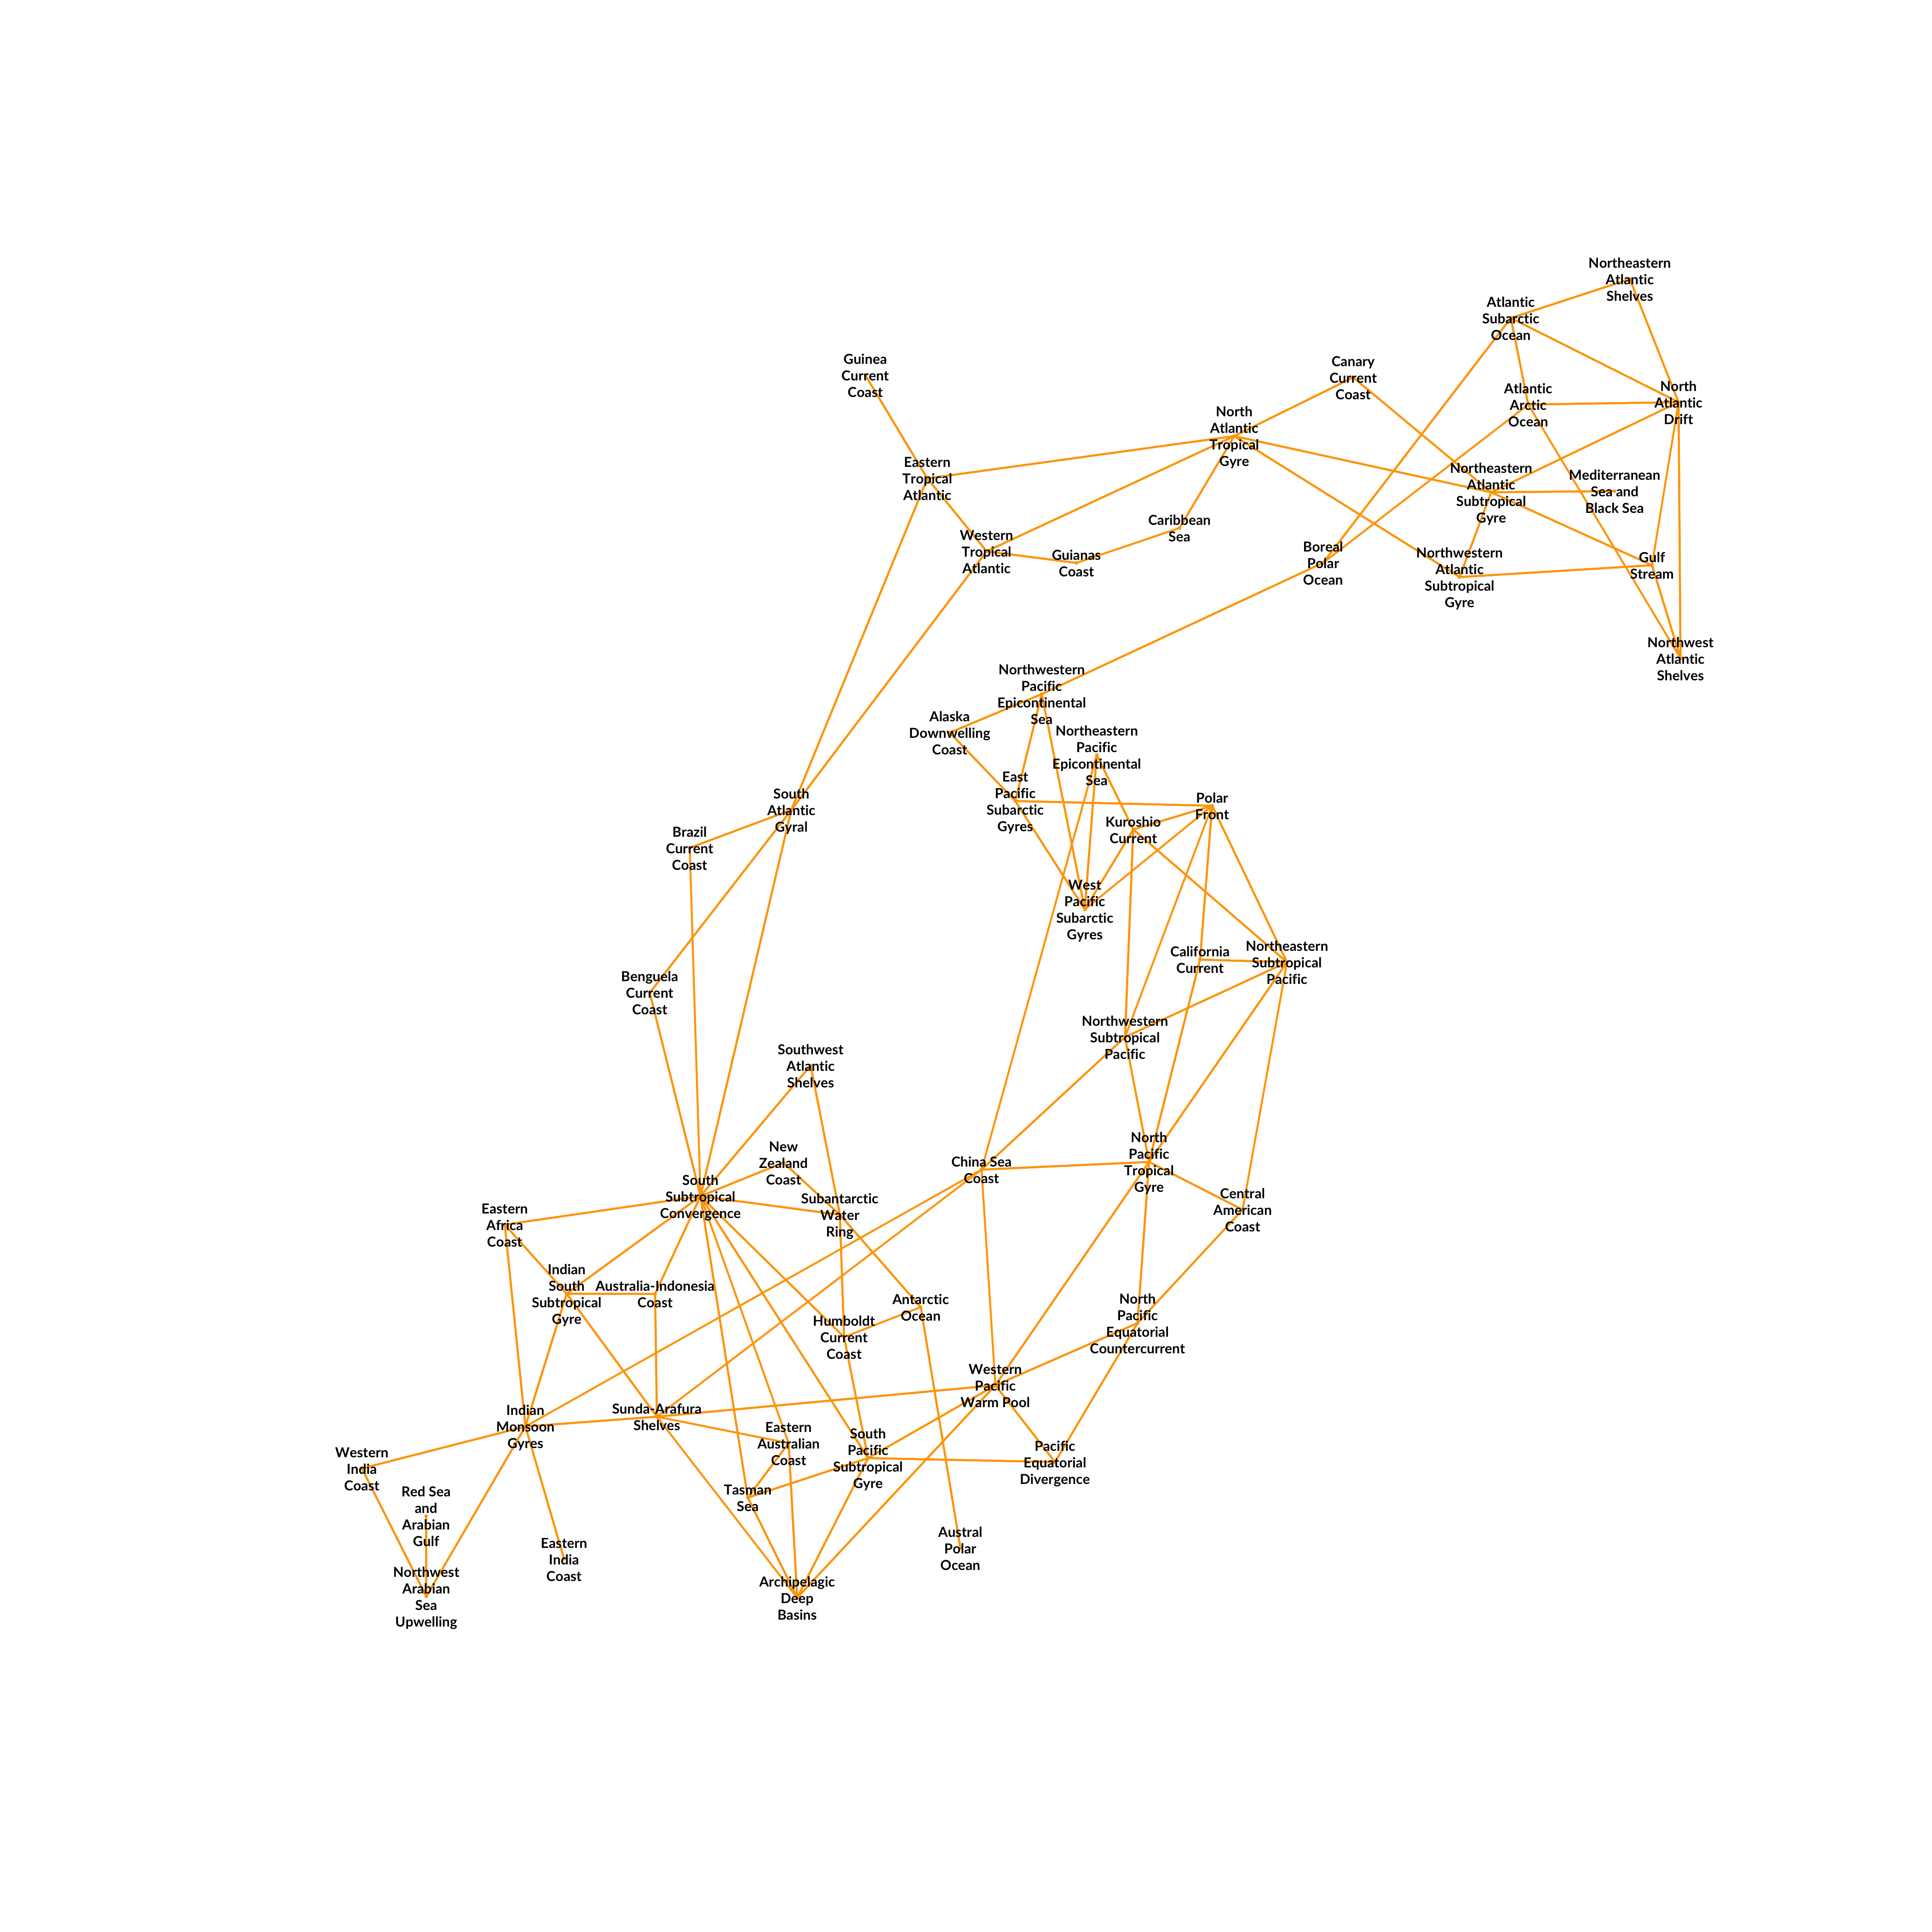 Northeastern
Atlantic
Shelves
Atlantic
Subarctic
Ocean
Guinea
Current
Coast
Canary
Current
Coast
Atlantic
Arctic
Ocean
North
Atlantic
Drift
North
Atlantic
Tropical
Gyre
Eastern
Tropical
Atlantic
Northeastern
Atlantic
Subtropical
Gyre
Mediterranean
Sea and
Black Sea
Caribbean
Sea
Western
Tropical
Atlantic
Guianas
Coast
Boreal
Polar
Ocean
Northwestern
Atlantic
Subtropical
Gyre
Gulf
Stream
Northwest
Atlantic
Shelves
Northwestern
Pacific
Epicontinental
Sea
Alaska
Downwelling
Coast
Northeastern
Pacific
Epicontinental
Sea
East
Pacific
Subarctic
Gyres
Polar
Front
South
Atlantic
Gyral
Kuroshio
Current
Brazil
Current
Coast
West
Pacific
Subarctic
Gyres
California
Current
Northeastern
Subtropical
Pacific
Benguela
Current
Coast
Northwestern
Subtropical
Pacific
Southwest
Atlantic
Shelves
New
Zealand
Coast
China Sea
Coast
North
Pacific
Tropical
Gyre
South
Subtropical
Convergence
Subantarctic
Water
Ring
Central
American
Coast
Eastern
Africa
Coast
Indian
South
Subtropical
Gyre
Australia-Indonesia
Coast
Antarctic
Ocean
Humboldt
Current
Coast
North
Pacific
Equatorial
Countercurrent
Western
Pacific
Warm Pool
Indian
Monsoon
Gyres
Sunda-Arafura
Shelves
Eastern
Australian
Coast
South
Pacific
Subtropical
Gyre
Pacific
Equatorial
Divergence
Western
India
Coast
Tasman
Sea
Red Sea
and
Arabian
Gulf
Austral
Polar
Ocean
Eastern
India
Coast
Northwest
Arabian
Sea
Upwelling
Archipelagic
Deep
Basins